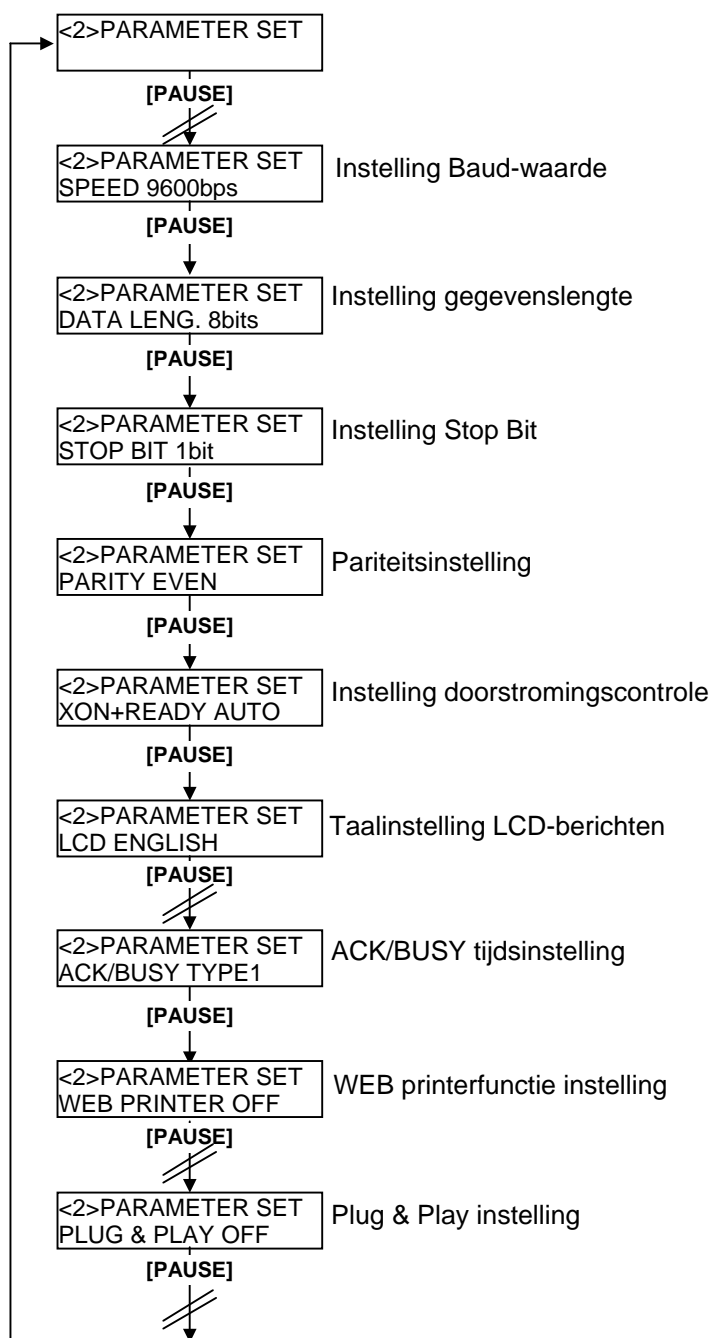 <2>PARAMETER SET
[PAUSE]
<2>PARAMETER SET
SPEED 9600bps
Instelling Baud-waarde
[PAUSE]
<2>PARAMETER SET
DATA LENG. 8bits
Instelling gegevenslengte
[PAUSE]
<2>PARAMETER SET
STOP BIT 1bit
Instelling Stop Bit
[PAUSE]
<2>PARAMETER SET
PARITY EVEN
Pariteitsinstelling
[PAUSE]
<2>PARAMETER SET
XON+READY AUTO
Instelling doorstromingscontrole
[PAUSE]
<2>PARAMETER SET
LCD ENGLISH
Taalinstelling LCD-berichten
[PAUSE]
<2>PARAMETER SET
ACK/BUSY TYPE1
ACK/BUSY tijdsinstelling
[PAUSE]
<2>PARAMETER SET
WEB PRINTER OFF
WEB printerfunctie instelling
[PAUSE]
<2>PARAMETER SET
PLUG & PLAY OFF
Plug & Play instelling
[PAUSE]